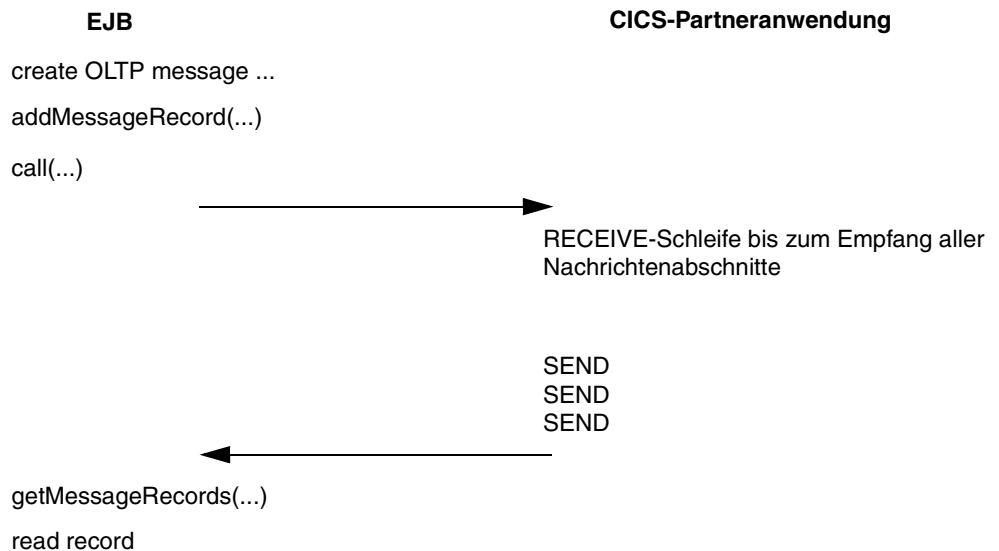 EJB
CICS-Partneranwendung
create OLTP message ...
addMessageRecord(...)
call(...)
RECEIVE-Schleife bis zum Empfang aller
Nachrichtenabschnitte
SEND
SEND
SEND
getMessageRecords(...)
read record